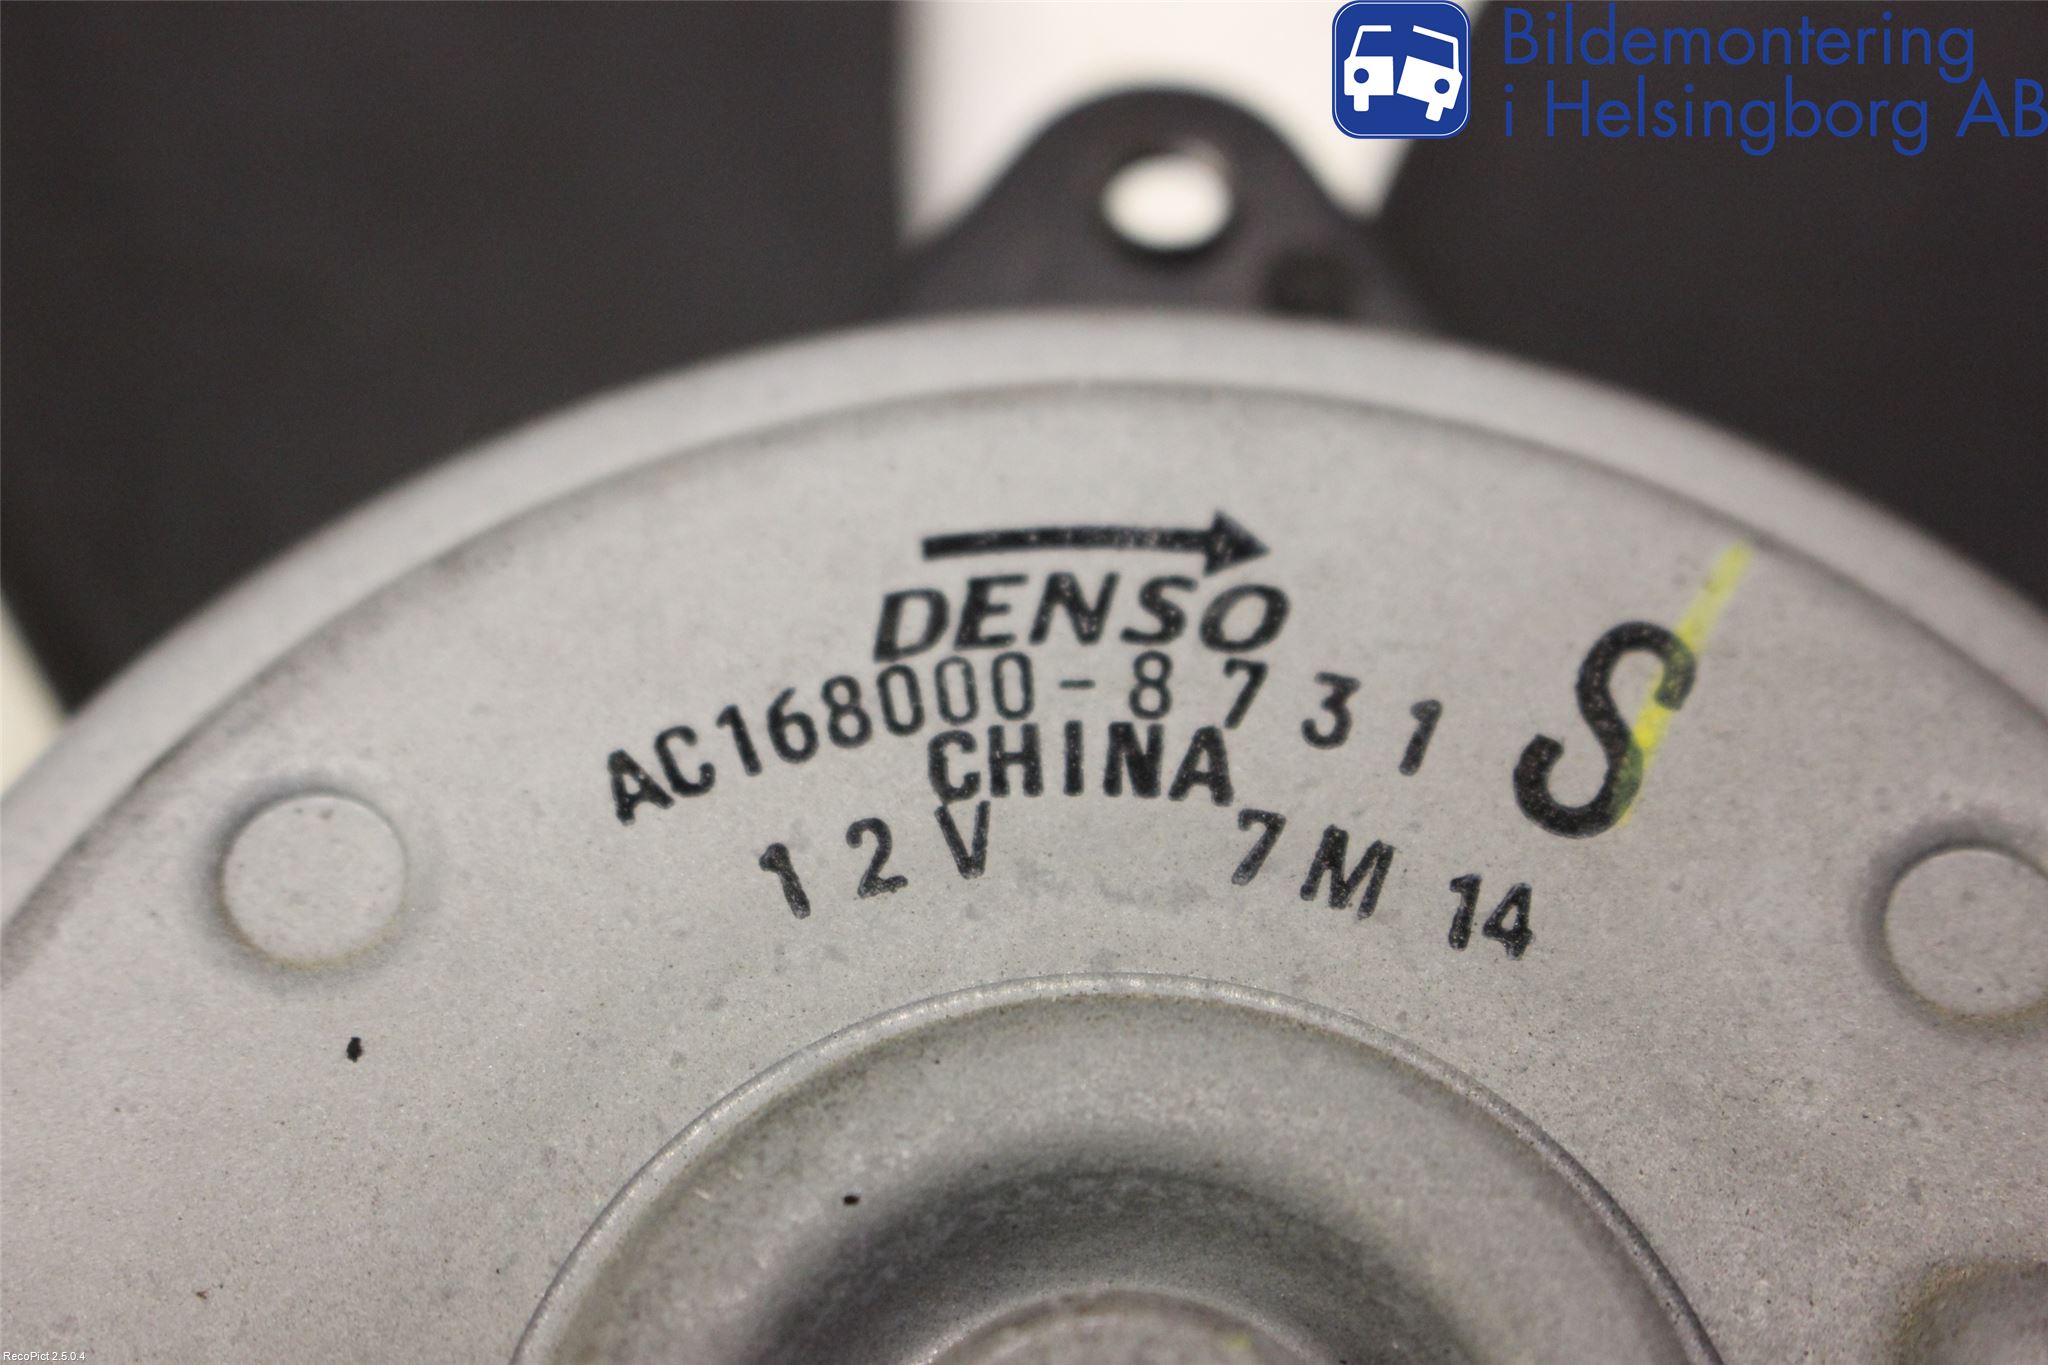 Bildemontering
i Helsingborg AB
DENSO
AC168000-8731 S
CHINA
12V 7M 14
RecoPict 2.5.0.4